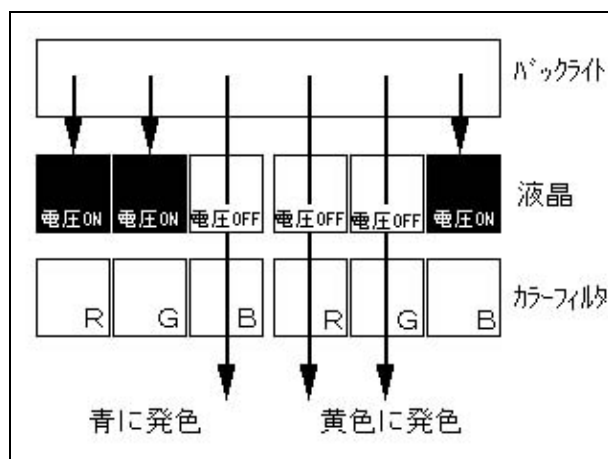 バックライト
電圧ON 電圧ON 電圧OFF 電圧OFF 電圧OFF 電圧ON
液晶
R G B R G B
カラーフィルタ
青に発色 黄色に発色